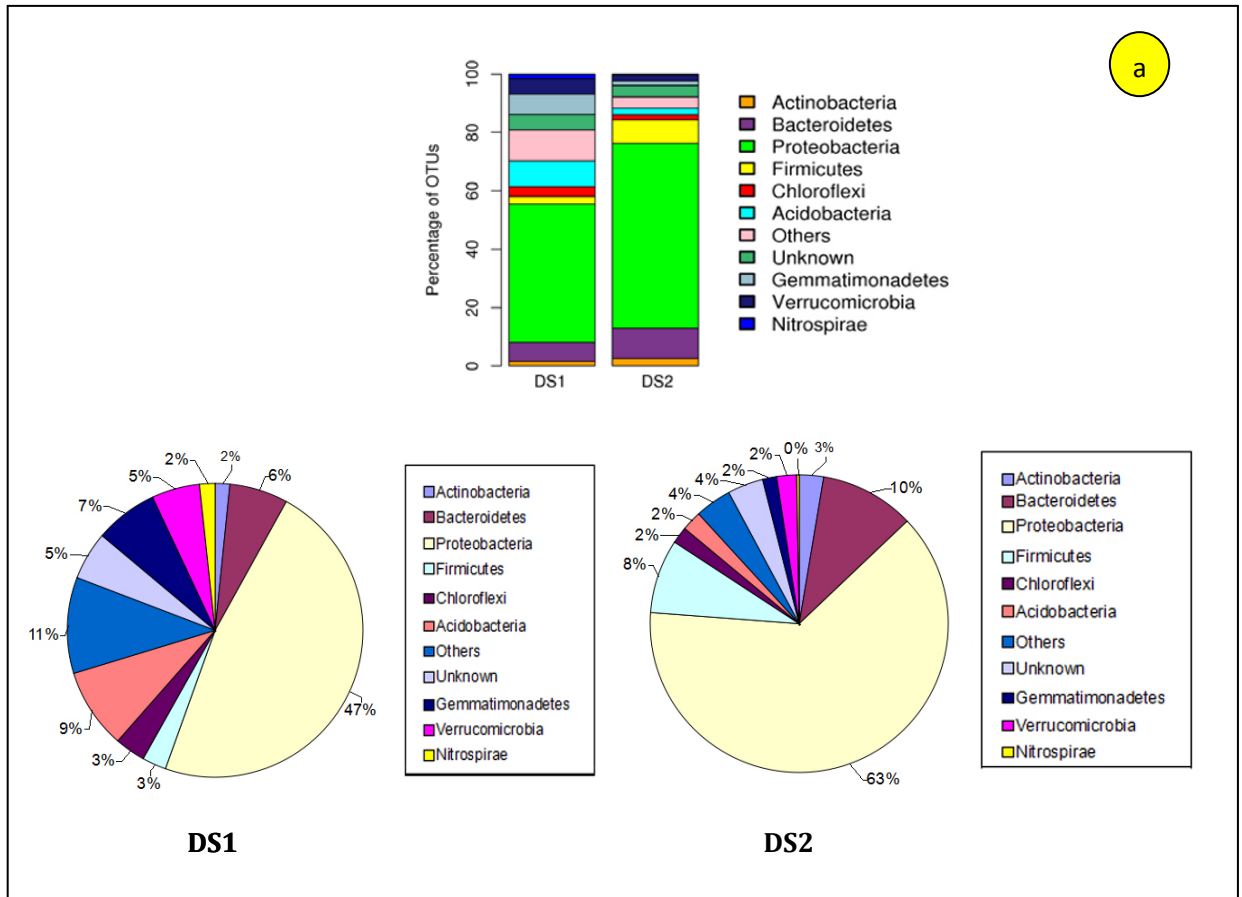 a
100
80
60
40
20
0
Percentage of OTUs
DS1 DS2
Actinobacteria
Bacteroidetes
Proteobacteria
Firmicutes
Chloroflexi
Acidobacteria
Others
Unknown
Gemmatimonadetes
Verrucomicrobia
Nitrospirae
2%
6%
47%
3%
3%
9%
11%
5%
7%
5%
2%
Actinobacteria
Bacteroidetes
Proteobacteria
Firmicutes
Chloroflexi
Acidobacteria
Others
Unknown
Gemmatimonadetes
Verrucomicrobia
Nitrospirae
DS1
3%
10%
63%
8%
2%
2%
4%
4%
2%
2%
0%
Actinobacteria
Bacteroidetes
Proteobacteria
Firmicutes
Chloroflexi
Acidobacteria
Others
Unknown
Gemmatimonadetes
Verrucomicrobia
Nitrospirae
DS2